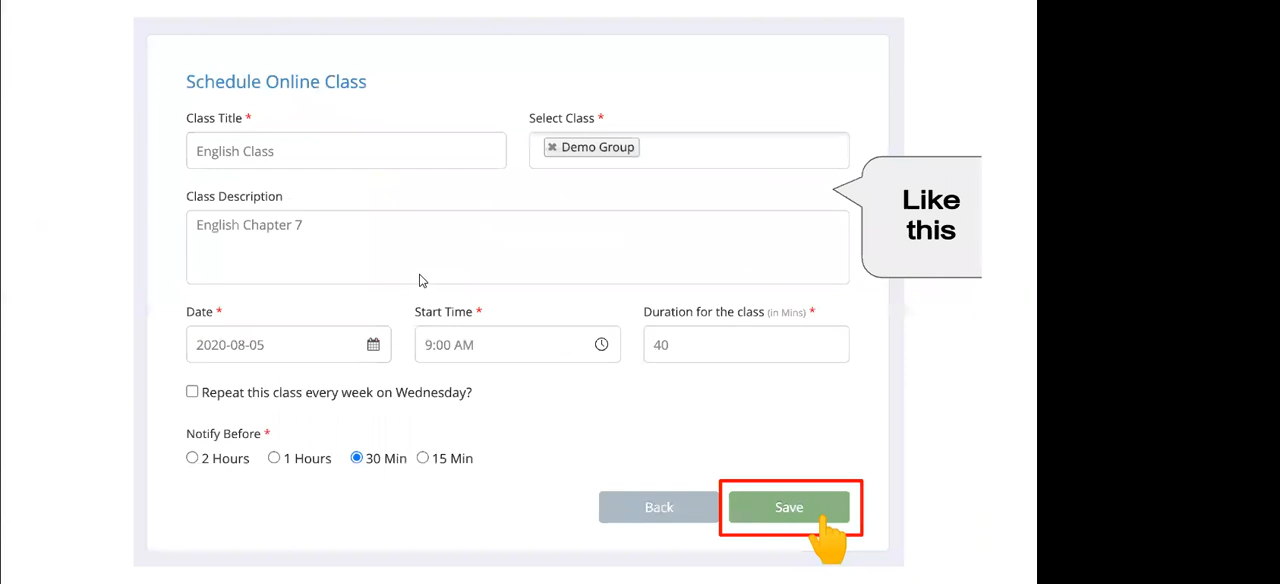 Schedule Online Class
Class Title *
Select Class *
English Class
✖ Demo Group
Class Description
English Chapter 7
Like
this
Date *
Start Time *
Duration for the class (in Mins) *
2020-08-05
9:00 AM
40
Repeat this class every week on Wednesday?
Notify Before *
2 Hours 1 Hours 30 Min 15 Min
Back
Save